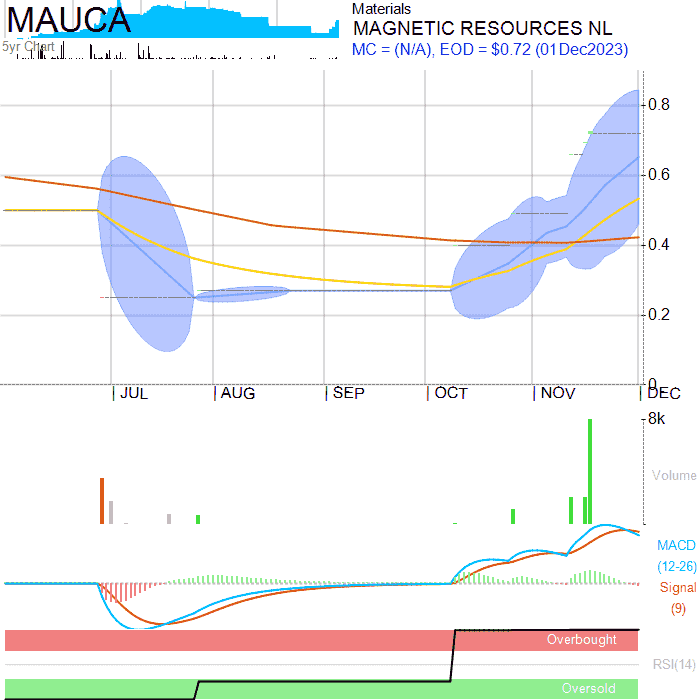 MAUCA
5yr Chart
Materials
MAGNETIC RESOURCES NL
MC = (N/A), EOD = $0.72 (01Dec2023)
0.8
0.6
0.4
0.2
0
JUL AUG SEP OCT NOV DEC
8k
Volume
MACD
(12-26)
Signal
(9)
Overbought
RSI(14)
Oversold